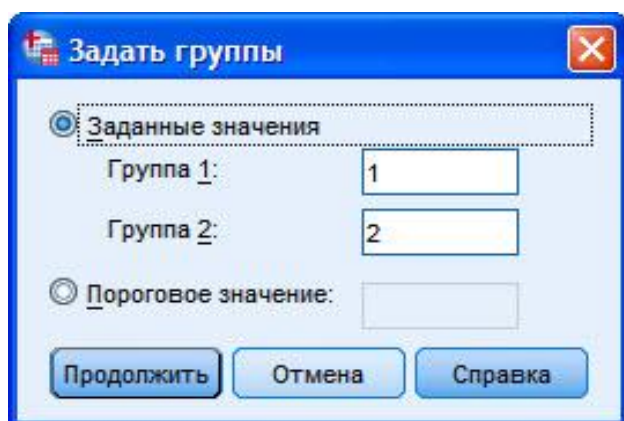 Задать группы
Заданные значения
Группа 1: 1
Группа 2: 2
Пороговое значение:
Продолжить Отмена Справка